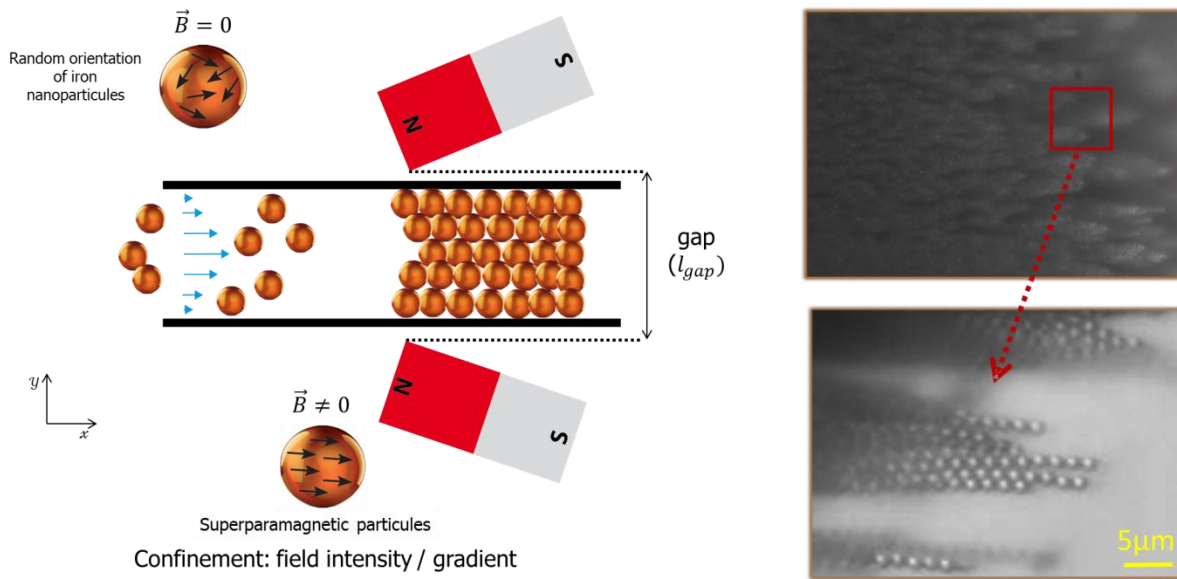 B = 0
Random orientation
of iron
nanoparticules
S
N
gap
(l_gap)
N
S
y
x
B ≠ 0
Superparamagnetic particules
Confinement: field intensity / gradient
5µm